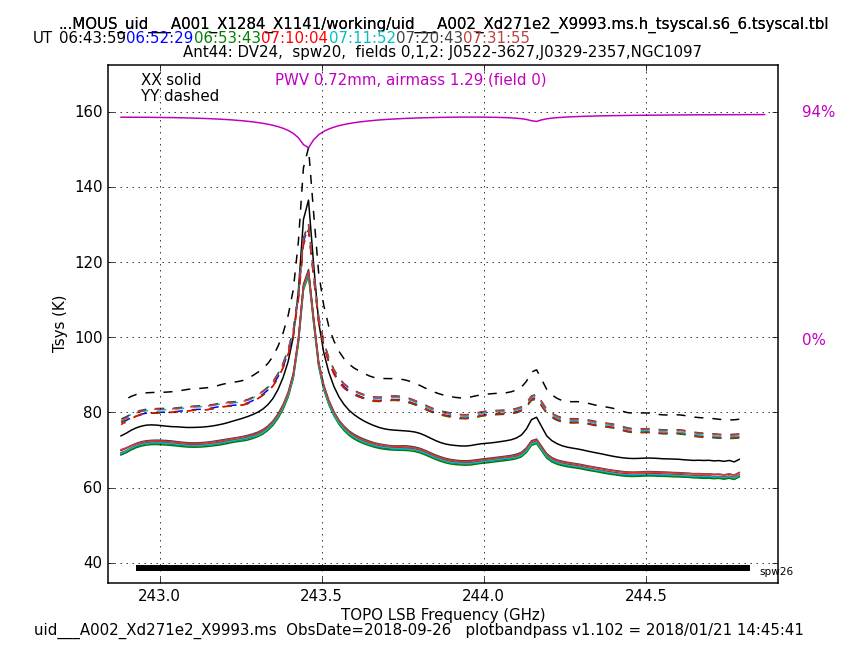 ...MOUS_uid___A001_X1284_X1141/working/uid___A002_Xd271e2_X9993.ms.h_tsyscal.s6_6.tsyscal.tbl
UT 06:43:59 06:52:29 06:53:43 07:10:04 07:11:52 07:20:43 07:31:55
Ant44: DV24, spw20, fields 0,1,2: J0522-3627,J0329-2357,NGC1097
XX solid
PWV 0.72mm, airmass 1.29 (field 0)
YY dashed
94%
0%
160
140
120
100
80
60
40
Tsys (K)
spw26
243.0 243.5 244.0 244.5
TOPO LSB Frequency (GHz)
uid___A002_Xd271e2_X9993.ms ObsDate=2018-09-26 plotbandpass v1.102 = 2018/01/21 14:45:41